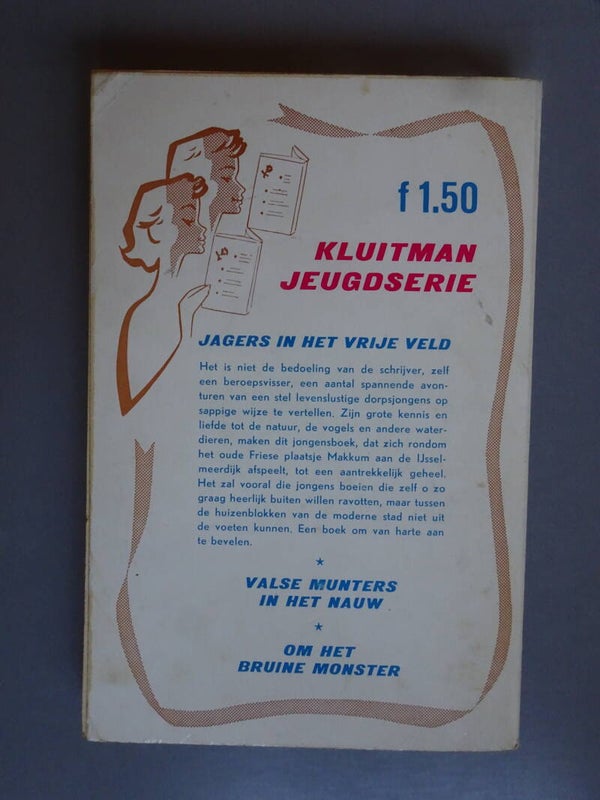 f 1.50
KLUITMAN
JEUGDSERIE
JAGERS IN HET VRIJE VELD
Het is niet de bedoeling van de schrijver, zelf
een beroepsvisser, een aantal spannende avon-
turen van een stel levenslustige dorpsjongens op
sappige wijze te vertellen. Zijn grote kennis en
liefde tot de natuur, de vogels en andere water-
dieren, maken dit jongensboek, dat zich rondom
het oude Friese plaatsje Makkum aan de IJssel-
meerdijk afspeelt, tot een aantrekkelijk geheel.
Het zal vooral die jongens boeien die zelf o zo
graag heerlijk buiten willen ravotten, maar tussen
de huizenblokken van de moderne stad niet uit
de voeten kunnen. Een boek om van harte aan
te bevelen.
VALSE MUNTERS
IN HET NAUW
OM HET
BRUINE MONSTER